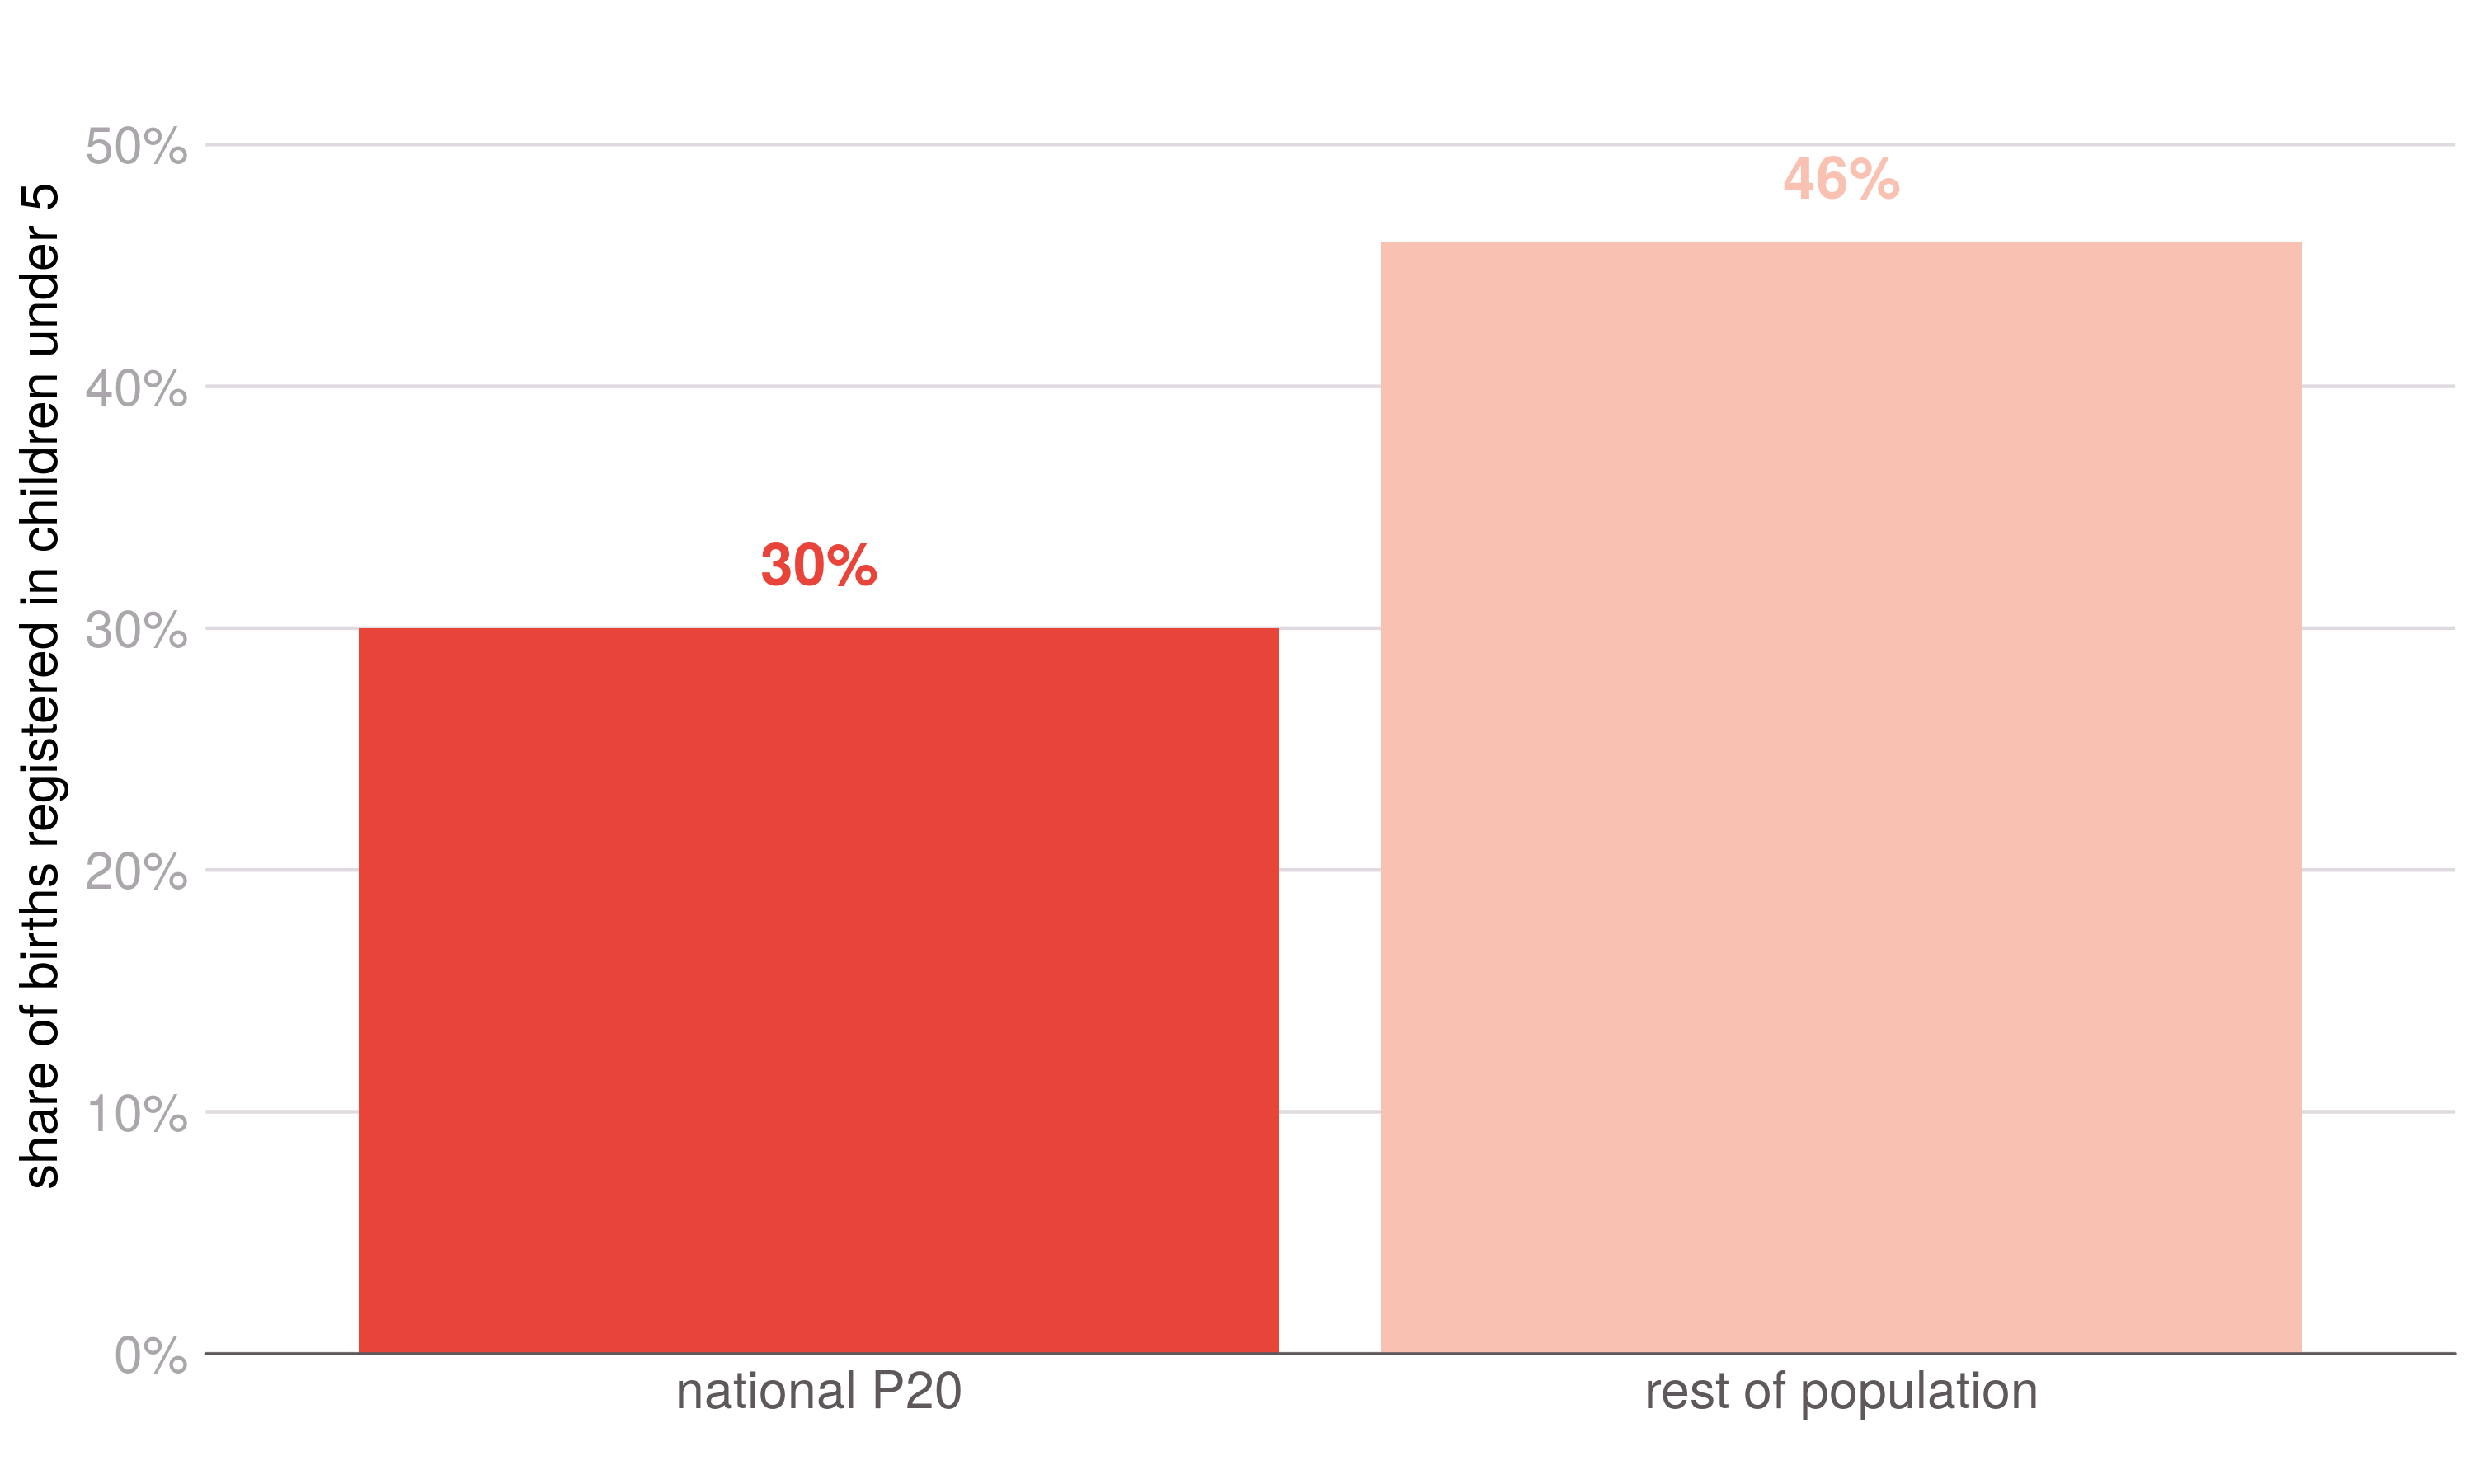 share of births registered in children under 5
50%
40%
30%
20%
10%
0%
46%
30%
national P20
rest of population